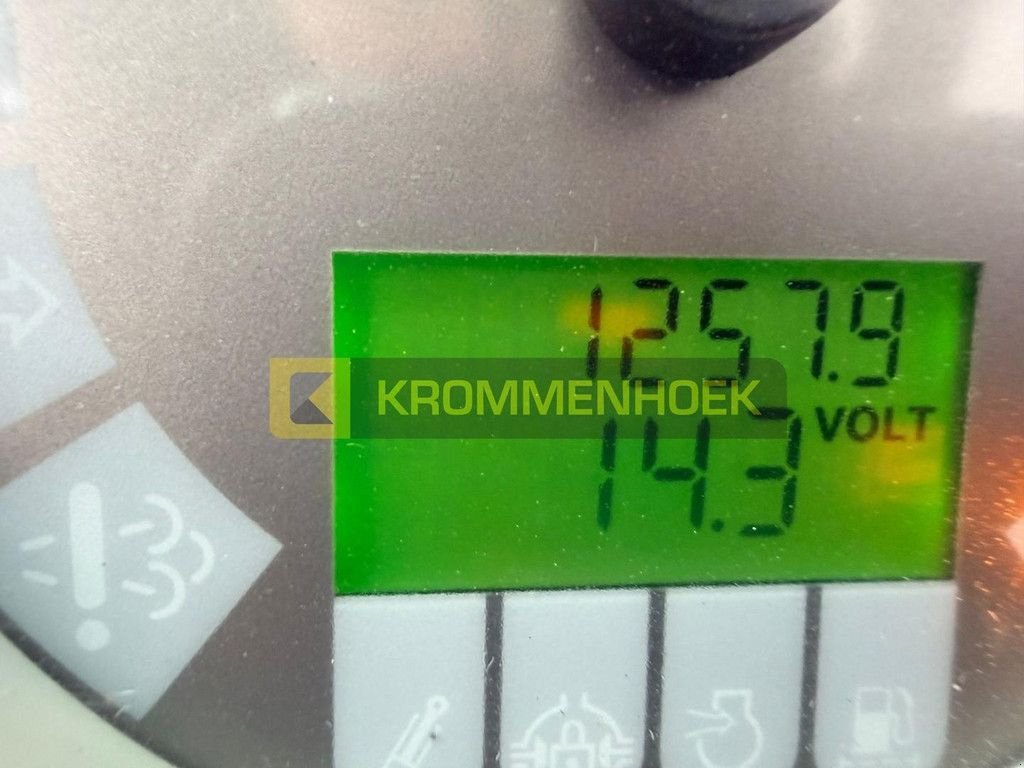 1257.9
KROMMENHOEK
VOLT
14.3